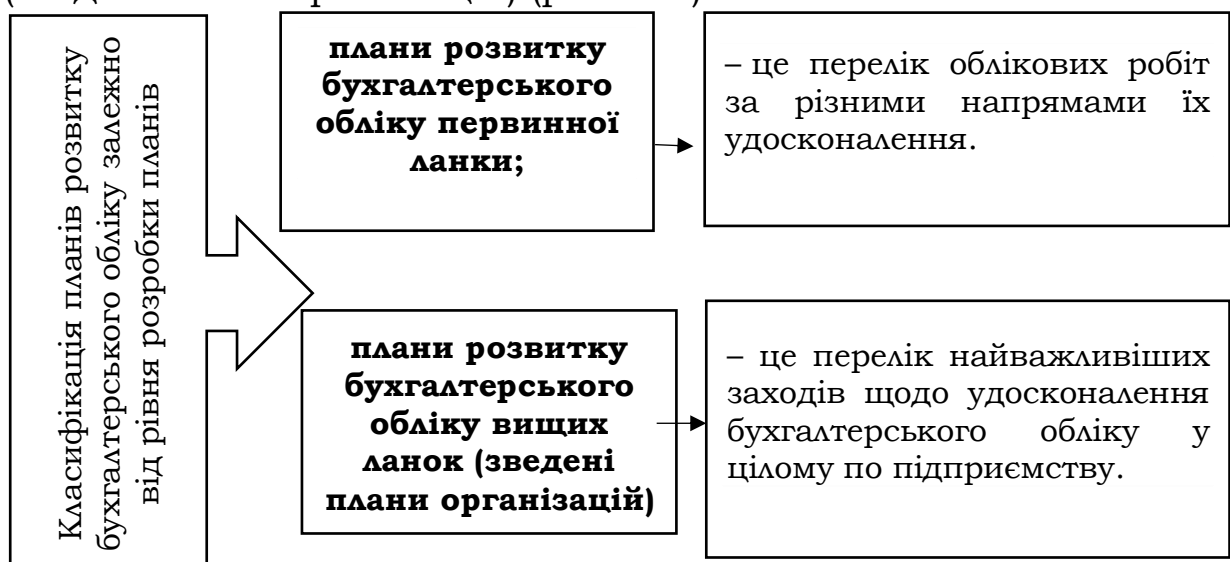 Класифікація планів розвитку
бухгалтерського обліку залежно
від рівня розробки планів
плани розвитку
бухгалтерського
обліку первинної
ланки;
– це перелік облікових робіт
за різними напрямами їх
удосконалення.
плани розвитку
бухгалтерського
обліку вищих
ланок (зведені
плани організацій)
– це перелік найважливіших
заходів щодо удосконалення
бухгалтерського обліку у
цілому по підприємству.